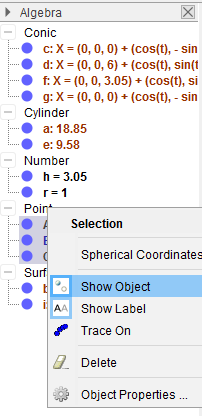 Algebra
Conic
c: X = (0, 0, 0) + (cos(t), - sin
d: X = (0, 0, 6) + (cos(t), sin(t
f: X = (0, 0, 3.05) + (cos(t), sin
g: X = (0, 0, 0) + (cos(t), - sin
Cylinder
a: 18.85
e: 9.58
Number
h = 3.05
r = 1
Point
Selection
Spherical Coordinates
Surf
Show Object
b
Show Label
Trace On
Delete
Object Properties ...